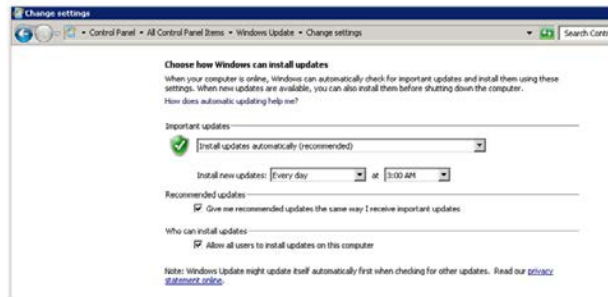 Change settings
Control Panel • All Control Panel Items • Windows Update • Change settings
Search Contr
Choose how Windows can install updates
When your computer is online, Windows can automatically check for important updates and install them using these
settings. When new updates are available, you can also install them before shutting down the computer.
How does automatic updating help me?
Important updates
Install updates automatically (recommended)
Install new updates: Every day at 3:00 AM
Recommended updates
Give me recommended updates the same way I receive important updates
Who can install updates
Allow all users to install updates on this computer
Note: Windows Update might update itself automatically first when checking for other updates. Read our privacy
statement online.